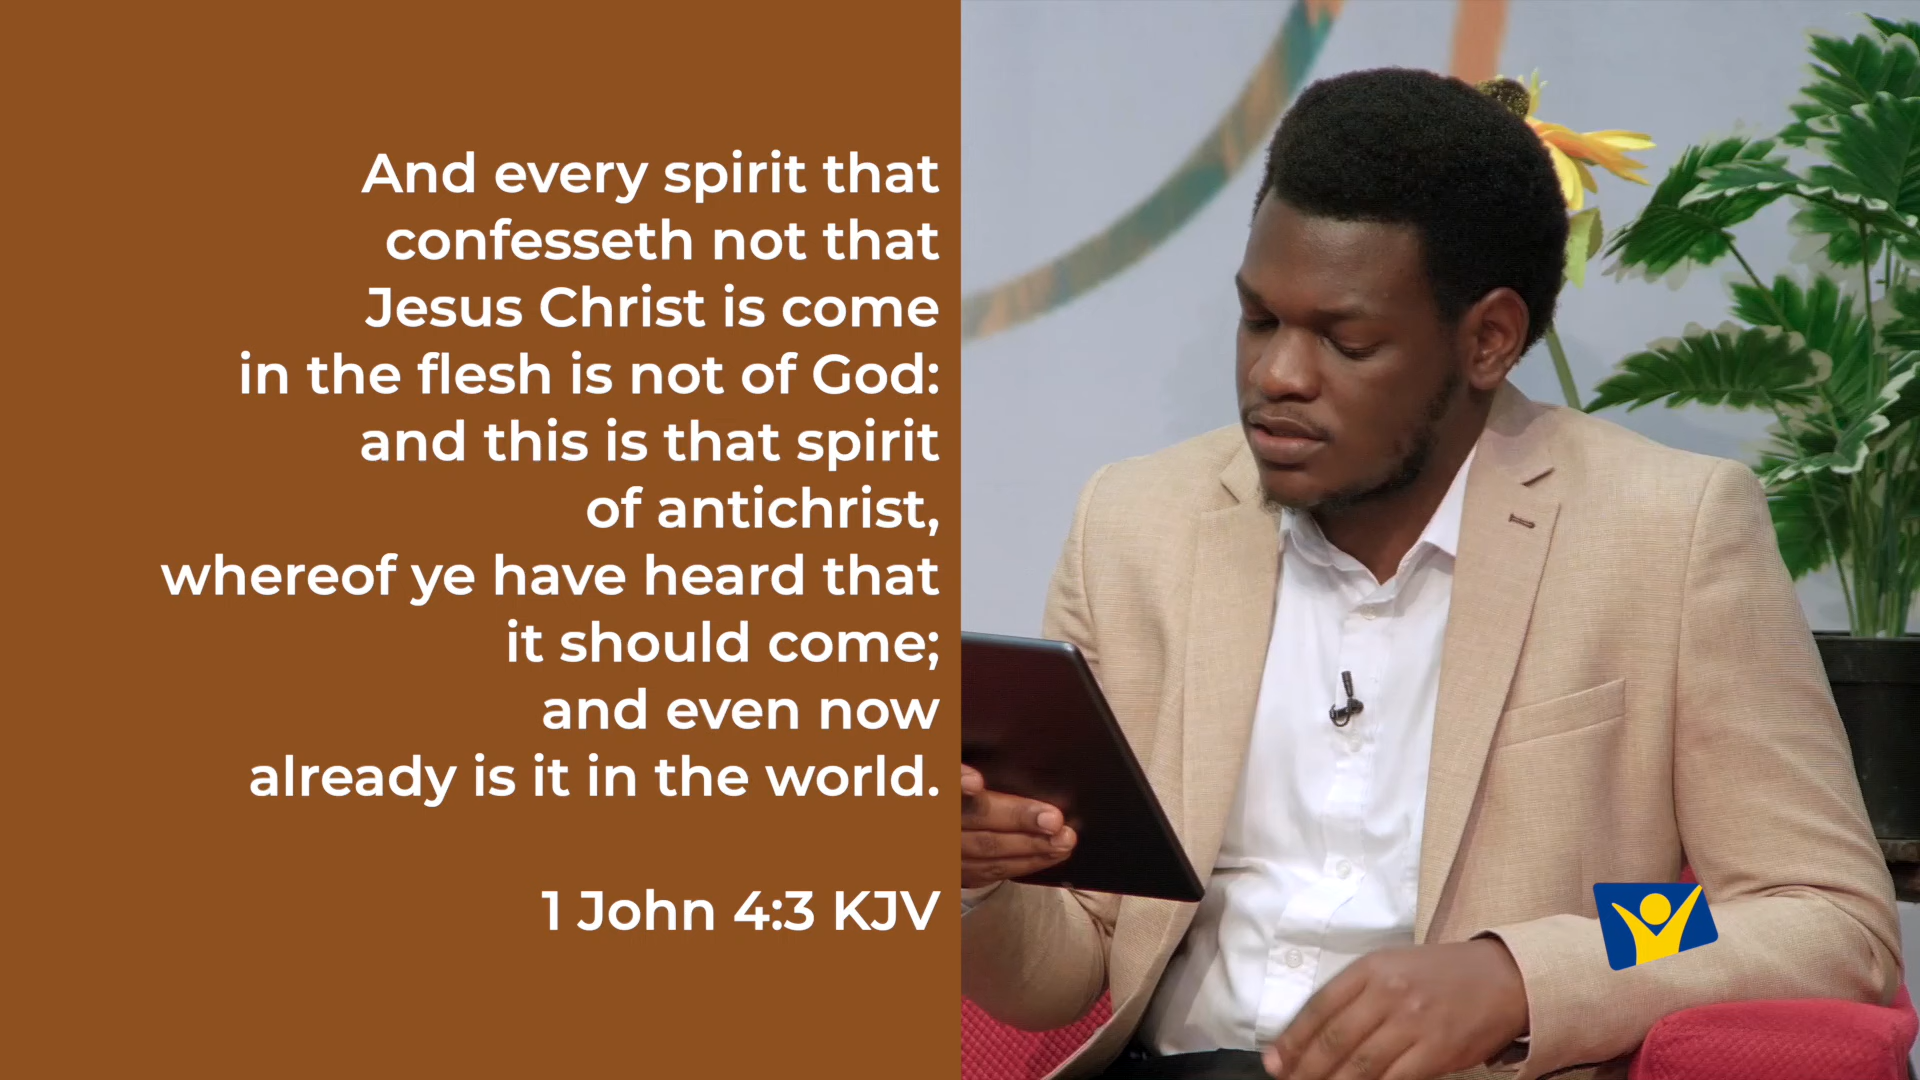 And every spirit that
confesseth not that
Jesus Christ is come
in the flesh is not of God:
and this is that spirit
of antichrist,
whereof ye have heard that
it should come;
and even now
already is it in the world.
1 John 4:3 KJV